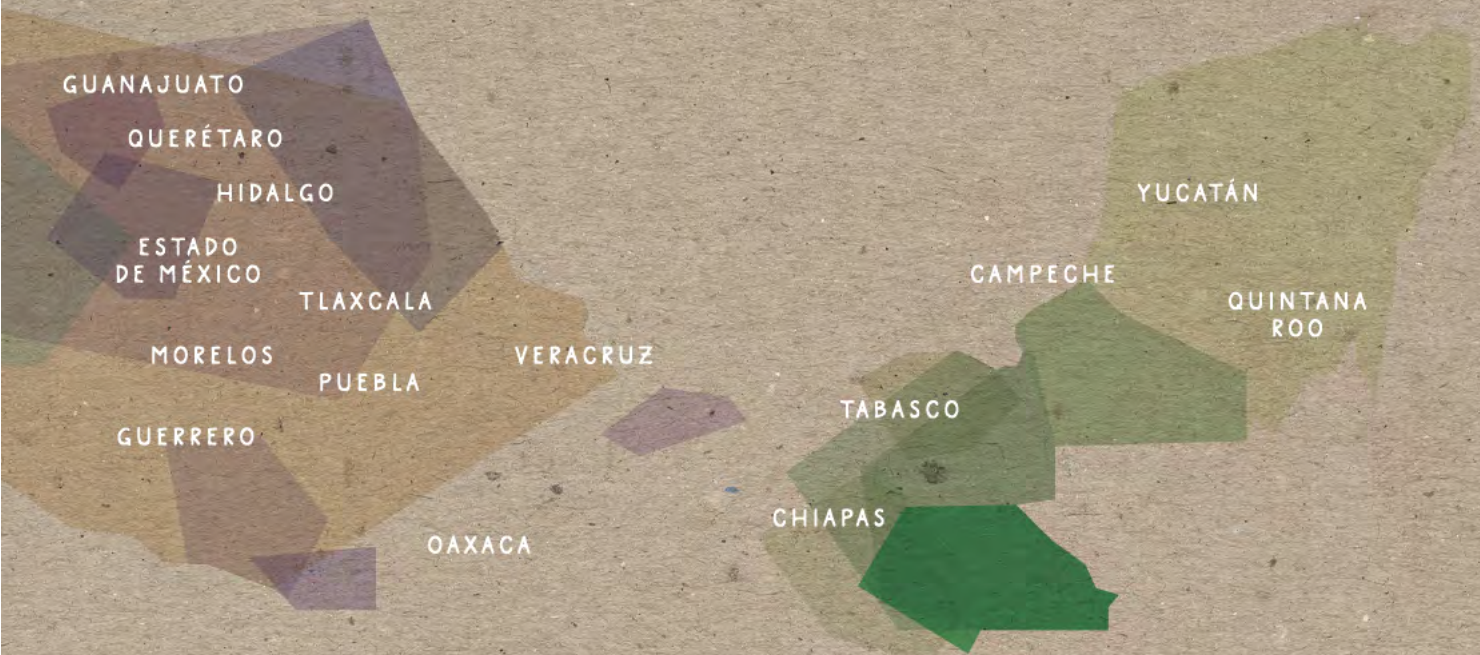 GUANAJUATO
QUERÉTARO
HIDALGO
YUCATÁN
ESTADO
DE MÉXICO
CAMPECHE
TLAXCALA
QUINTANA
ROO
MORELOS
VERACRUZ
PUEBLA
TABASCO
GUERRERO
CHIAPAS
OAXACA